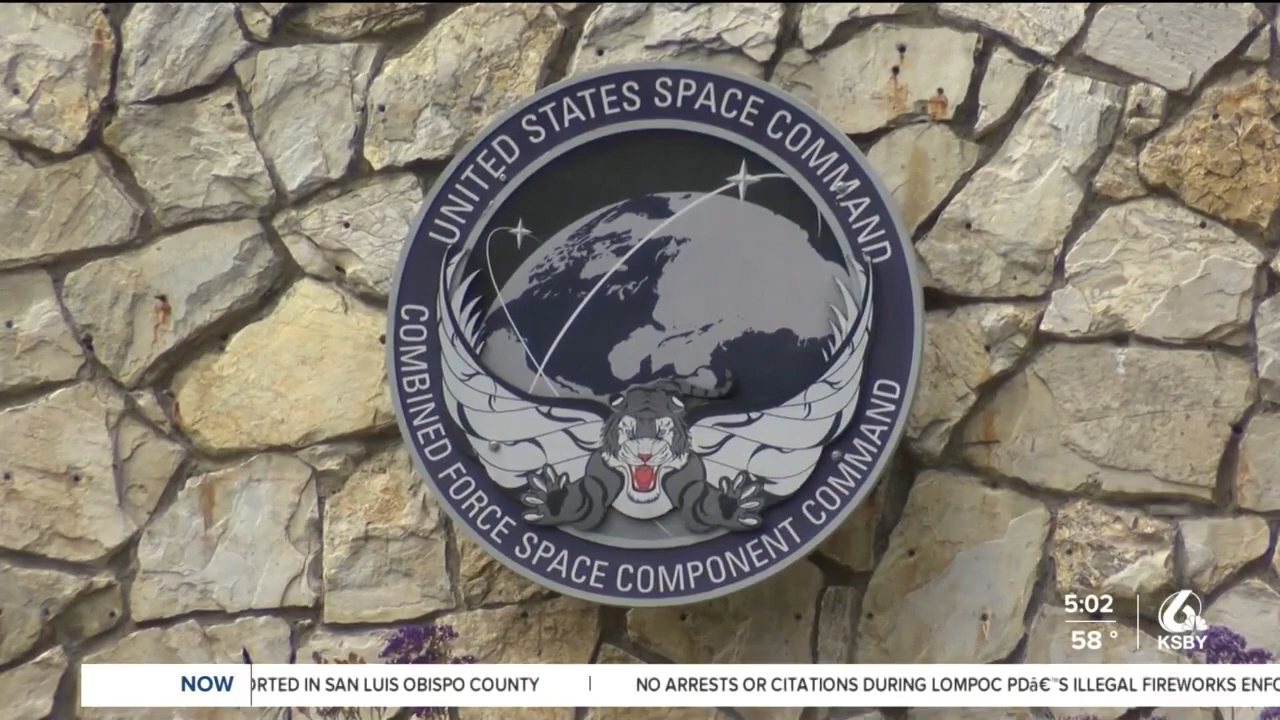 UNITED STATES SPACE COMMAND
COMBINED FORCE SPACE COMPONENT COMMAND
5:02
58 °
6
KSBY
NOW
ORTED IN SAN LUIS OBISPO COUNTY | NO ARRESTS OR CITATIONS DURING LOMPOC PDâ€™S ILLEGAL FIREWORKS ENFO